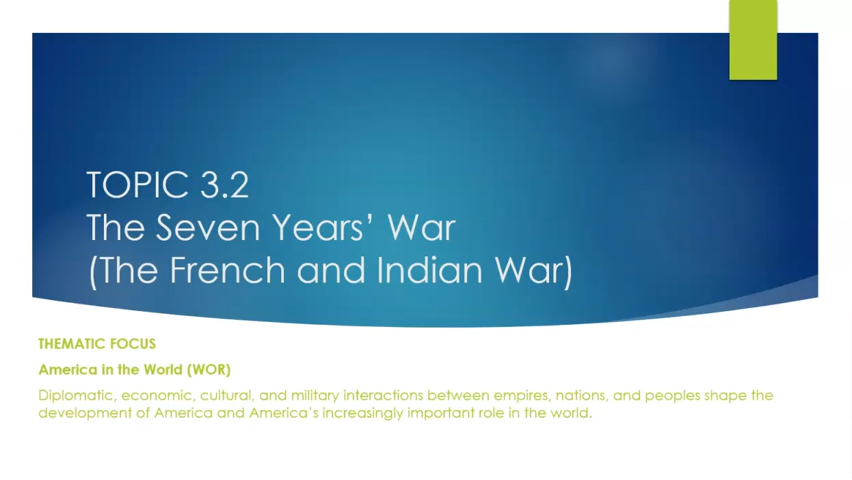 TOPIC 3.2
The Seven Years’ War
(The French and Indian War)
THEMATIC FOCUS
America in the World (WOR)
Diplomatic, economic, cultural, and military interactions between empires, nations, and peoples shape the
development of America and America’s increasingly important role in the world.